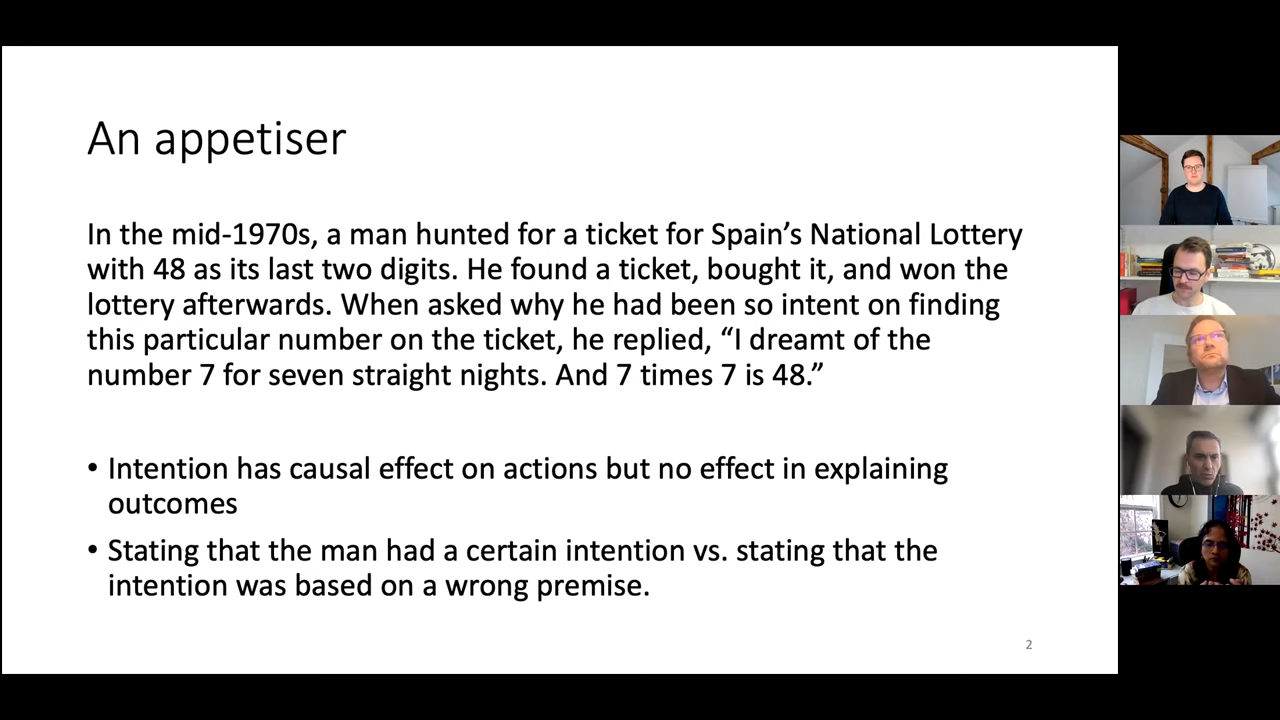 An appetiser
In the mid-1970s, a man hunted for a ticket for Spain’s National Lottery
with 48 as its last two digits. He found a ticket, bought it, and won the
lottery afterwards. When asked why he had been so intent on finding
this particular number on the ticket, he replied, “I dreamt of the
number 7 for seven straight nights. And 7 times 7 is 48.”
• Intention has causal effect on actions but no effect in explaining
outcomes
• Stating that the man had a certain intention vs. stating that the
intention was based on a wrong premise.
2